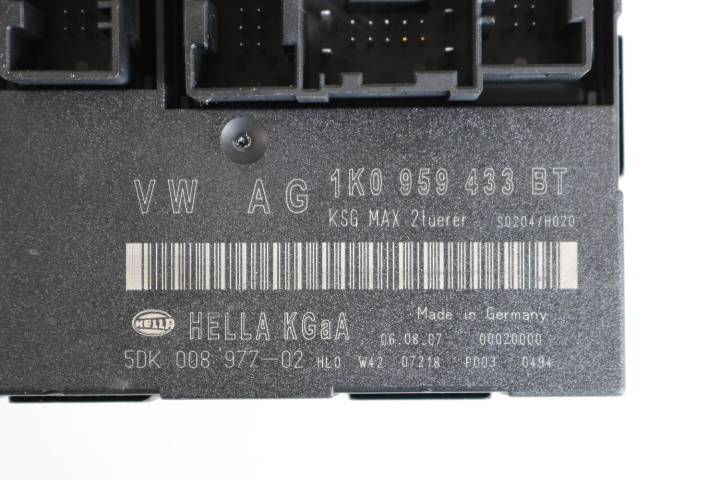 VW AG 1K0 959 433 BT
KSG MAX 2tuerer S0204/H020
Made in Germany
HELLA HELLA KGaA 06.08.07 00020000
5DK 008 977-02 HL0 W42 07218 P003 0494